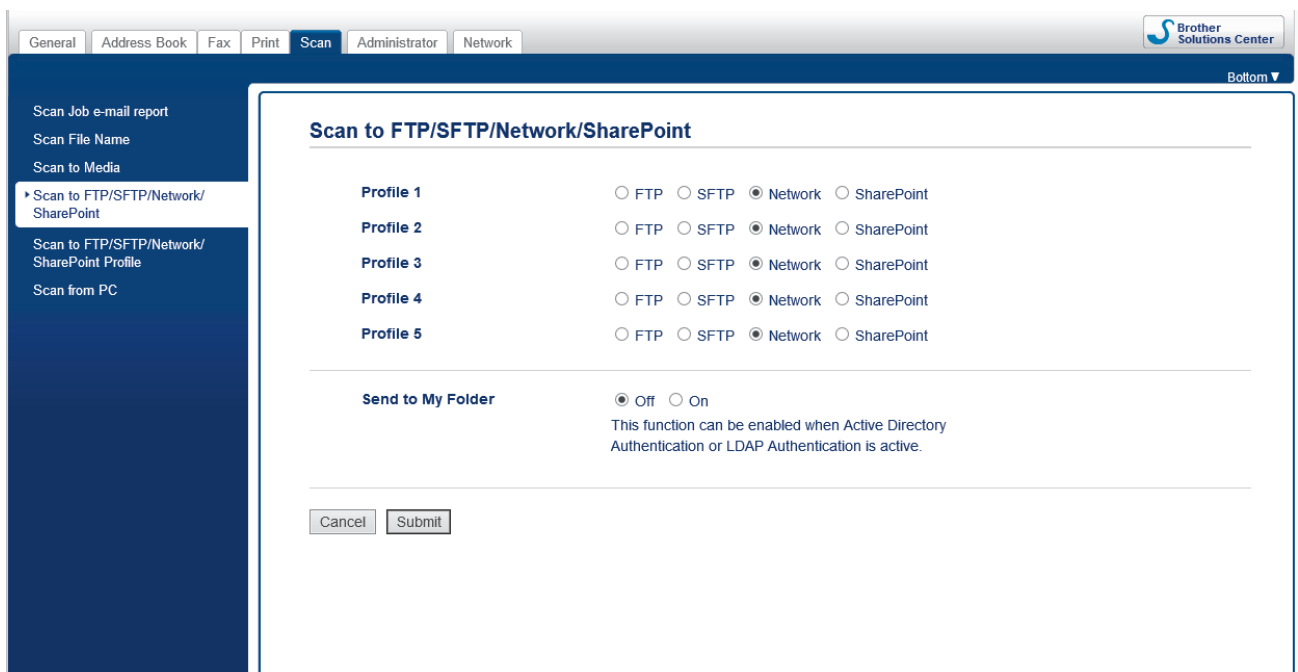 General Address Book Fax Print Scan Administrator Network
Brother
Solutions Center
Bottom ▼
Scan Job e-mail report
Scan File Name
Scan to Media
Scan to FTP/SFTP/Network/
SharePoint
Scan to FTP/SFTP/Network/
SharePoint Profile
Scan from PC
Scan to FTP/SFTP/Network/SharePoint
Profile 1 FTP SFTP Network SharePoint
Profile 2 FTP SFTP Network SharePoint
Profile 3 FTP SFTP Network SharePoint
Profile 4 FTP SFTP Network SharePoint
Profile 5 FTP SFTP Network SharePoint
Send to My Folder Off On
This function can be enabled when Active Directory
Authentication or LDAP Authentication is active.
Cancel Submit